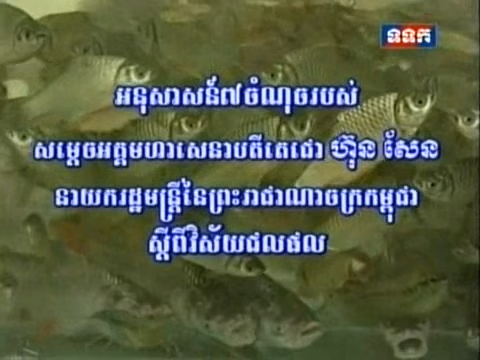 ទទក
អនុសាសន៍៧ចំណុចរបស់
សម្តេចអគ្គមហាសេនាបតីតេជោ ហ៊ុន សែន
នាយករដ្ឋមន្ត្រីនៃព្រះរាជាណាចក្រកម្ពុជា
ស្តីពីវិស័យជលផល